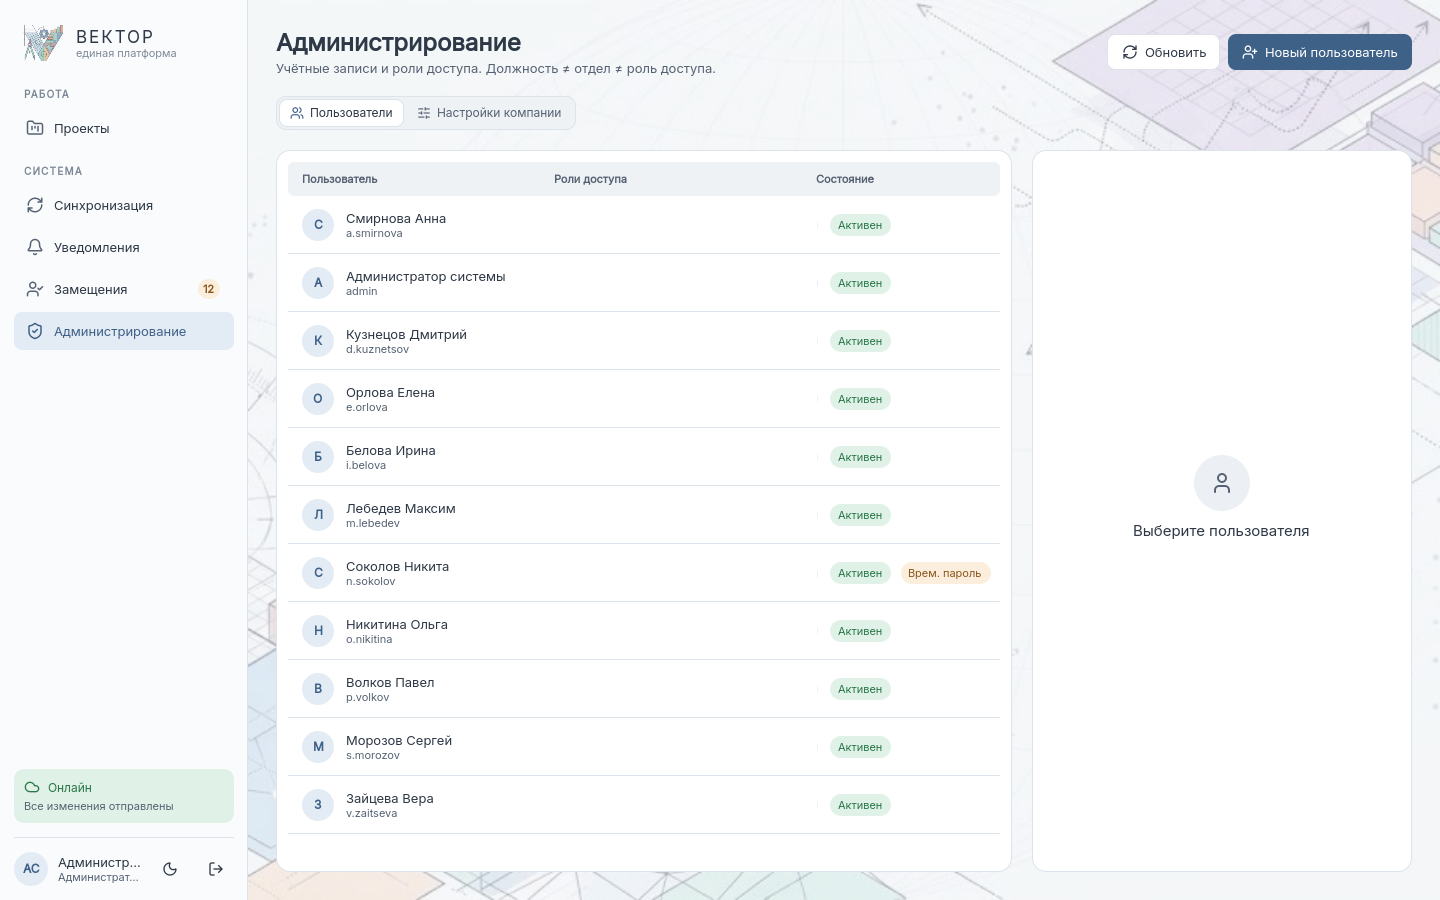 ВЕКТОР
единая платформа
РАБОТА
Проекты
СИСТЕМА
Синхронизация
Уведомления
Замещения 12
Администрирование
Онлайн
Все изменения отправлены
АС Администр...
Администрат...
Администрирование
Учётные записи и роли доступа. Должность ≠ отдел ≠ роль доступа.
Обновить Новый пользователь
Пользователи Настройки компании
Пользователь Роли доступа Состояние
С Смирнова Анна Активен
a.smirnova
А Администратор системы Активен
admin
К Кузнецов Дмитрий Активен
d.kuznetsov
О Орлова Елена Активен
e.orlova
Б Белова Ирина Активен
i.belova
Л Лебедев Максим Активен
m.lebedev
С Соколов Никита Активен Врем. пароль
n.sokolov
Н Никитина Ольга Активен
o.nikitina
В Волков Павел Активен
p.volkov
М Морозов Сергей Активен
s.morozov
З Зайцева Вера Активен
v.zaitseva
Выберите пользователя